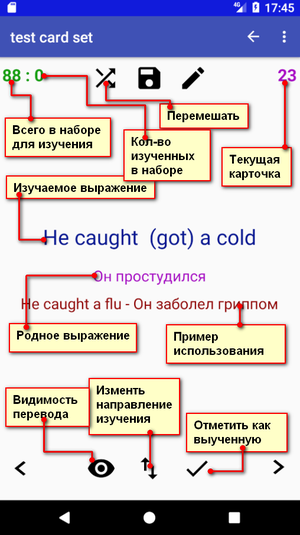 17:45
test card set
88 : 0
23
Перемешать
Всего в наборе
для изучения
Кол-во
изученных
в наборе
Текущая
карточка
Изучаемое выражение
He caught (got) a cold
Он простудился
He caught a flu - Он заболел гриппом
Родное выражение
Пример
использования
Видимость
перевода
Изменть
направление
изучения
Отметить как
выученную